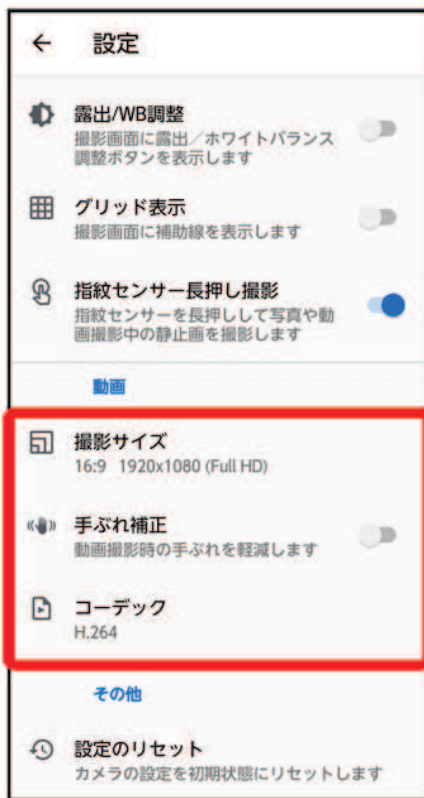 設定
露出/WB調整
撮影画面に露出／ホワイトバランス
調整ボタンを表示します
グリッド表示
撮影画面に補助線を表示します
指紋センサー長押し撮影
指紋センサーを長押しして写真や動
画撮影中の静止画を撮影します
動画
撮影サイズ
16:9 1920x1080 (Full HD)
手ぶれ補正
動画撮影時の手ぶれを軽減します
コーデック
H.264
その他
設定のリセット
カメラの設定を初期状態にリセットします